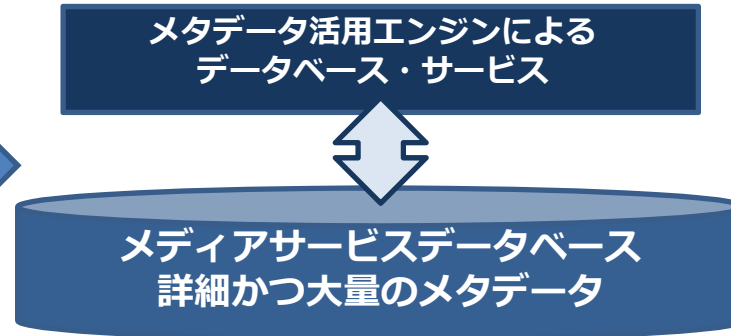 メタデータ活用エンジンによる
データベース・サービス
メディアサービスデータベース
詳細かつ大量のメタデータ